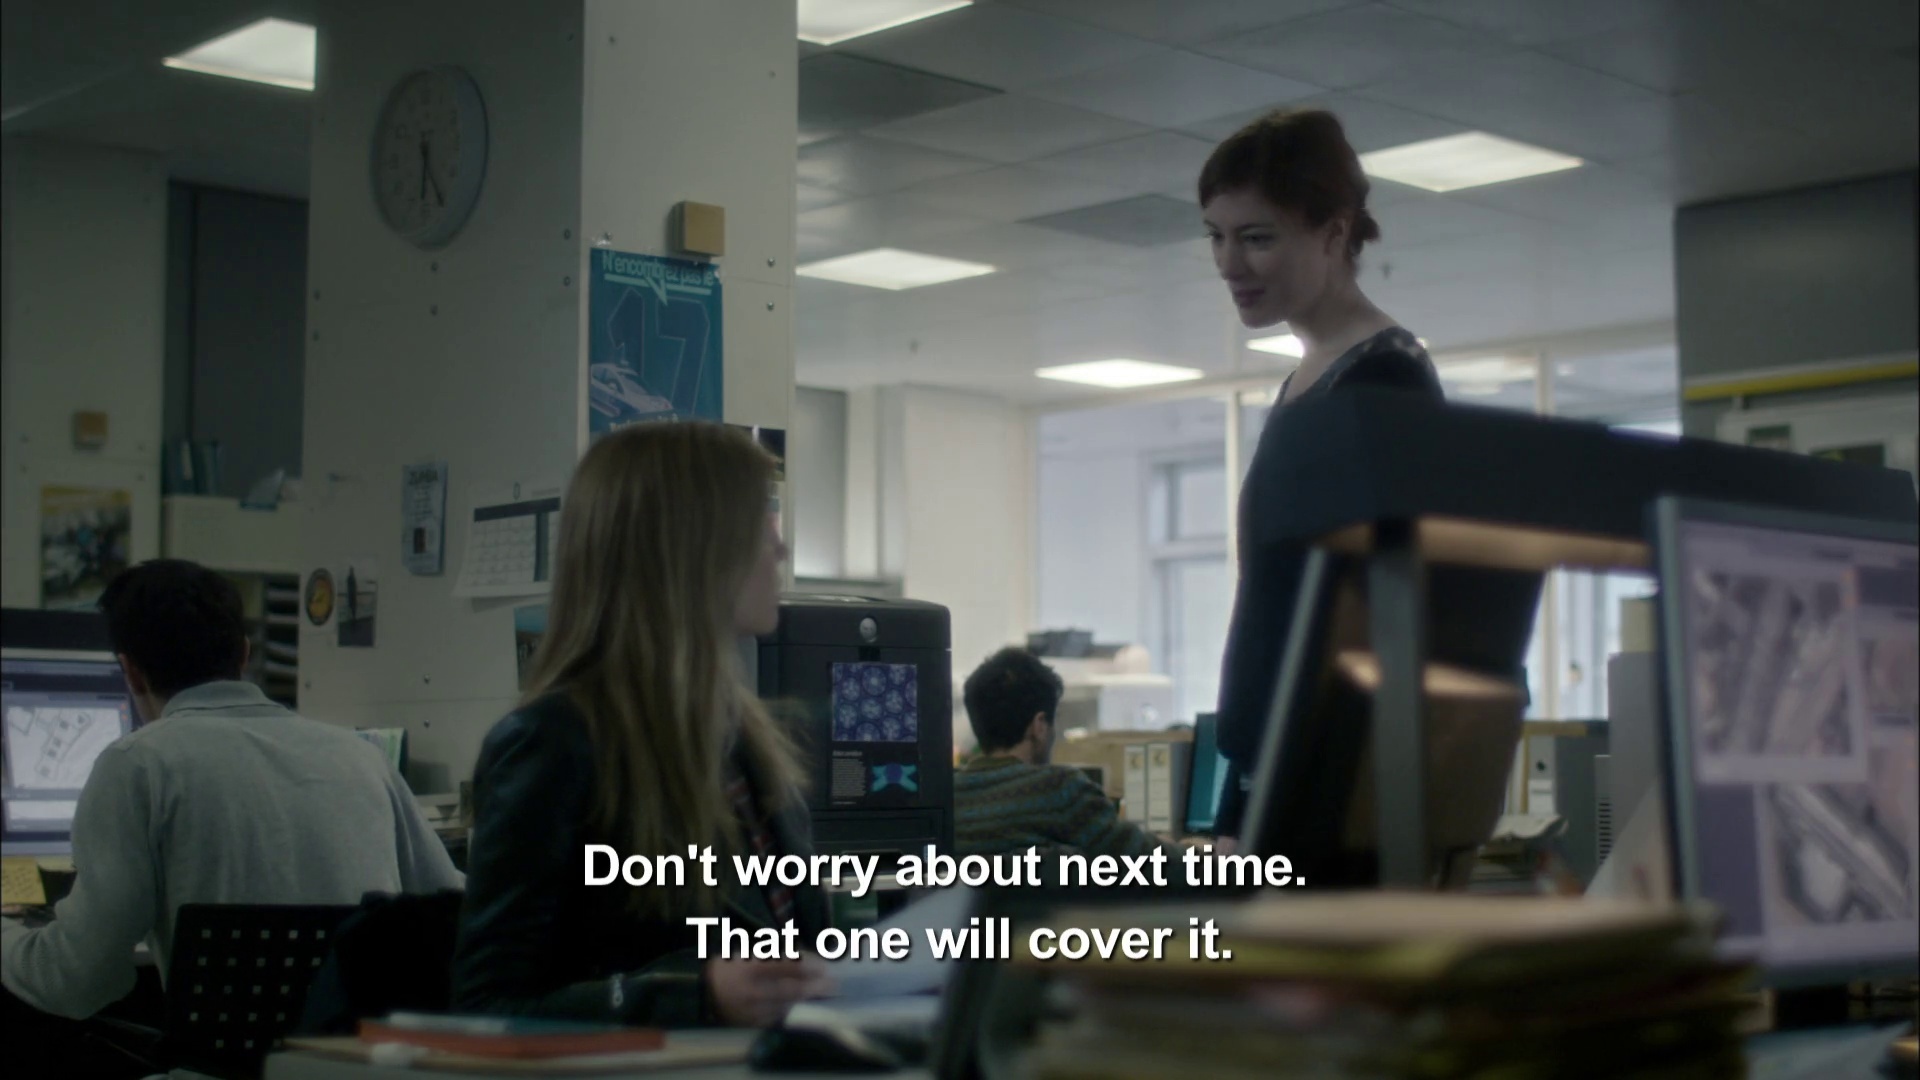 N'encombrez pas le
17
Don't worry about next time.
That one will cover it.